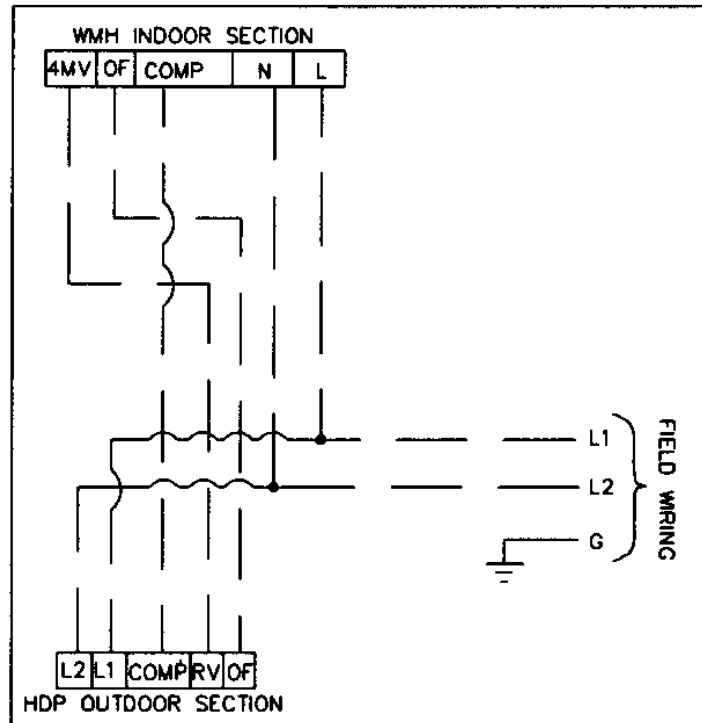 WMH INDOOR SECTION
4MV OF COMP N L
L1
L2
G
FIELD WIRING
L2 L1 COMP RV OF
HDP OUTDOOR SECTION